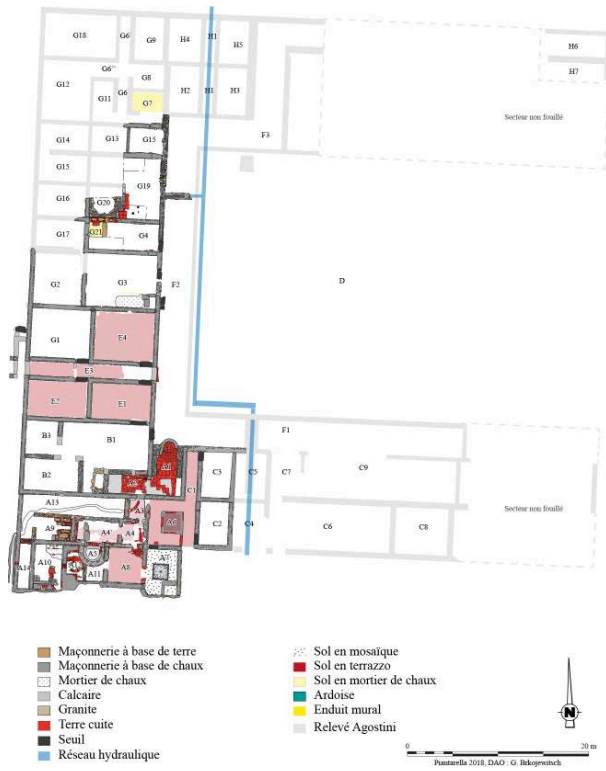 G18
G6'
G9
H4
H1
H5
H6
H7
G12
G6''
G8
G11
G6
G7
H2
H1
H3
Secteur non fouillé
F3
G14
G13
G15
G15
G19
G16
G20
G17
G21
G4
G2
G3
F2
D
G1
E4
E3
E2
E1
B3
B1
F1
B2
C1
C3
C5
C7
C9
A13
A3
Secteur non fouillé
A9
A4'
A4
A6
C2
C4
C6
C8
A10
A5
A7
A11
A8
Maçonnerie à base de terre
Maçonnerie à base de chaux
Mortier de chaux
Calcaire
Granite
Terre cuite
Seuil
Réseau hydraulique
Sol en mosaïque
Sol en terrazzo
Sol en mortier de chaux
Ardoise
Enduit mural
Relevé Agostini
N
0
20 m
Piantarella 2018, DAO : G. Brkojewitsch